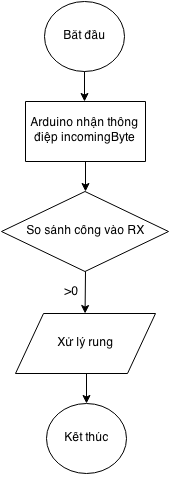 Bắt đầu
Arduino nhận thông
điệp incomingByte
So sánh cổng vào RX
>0
Xử lý rung
Kết thúc